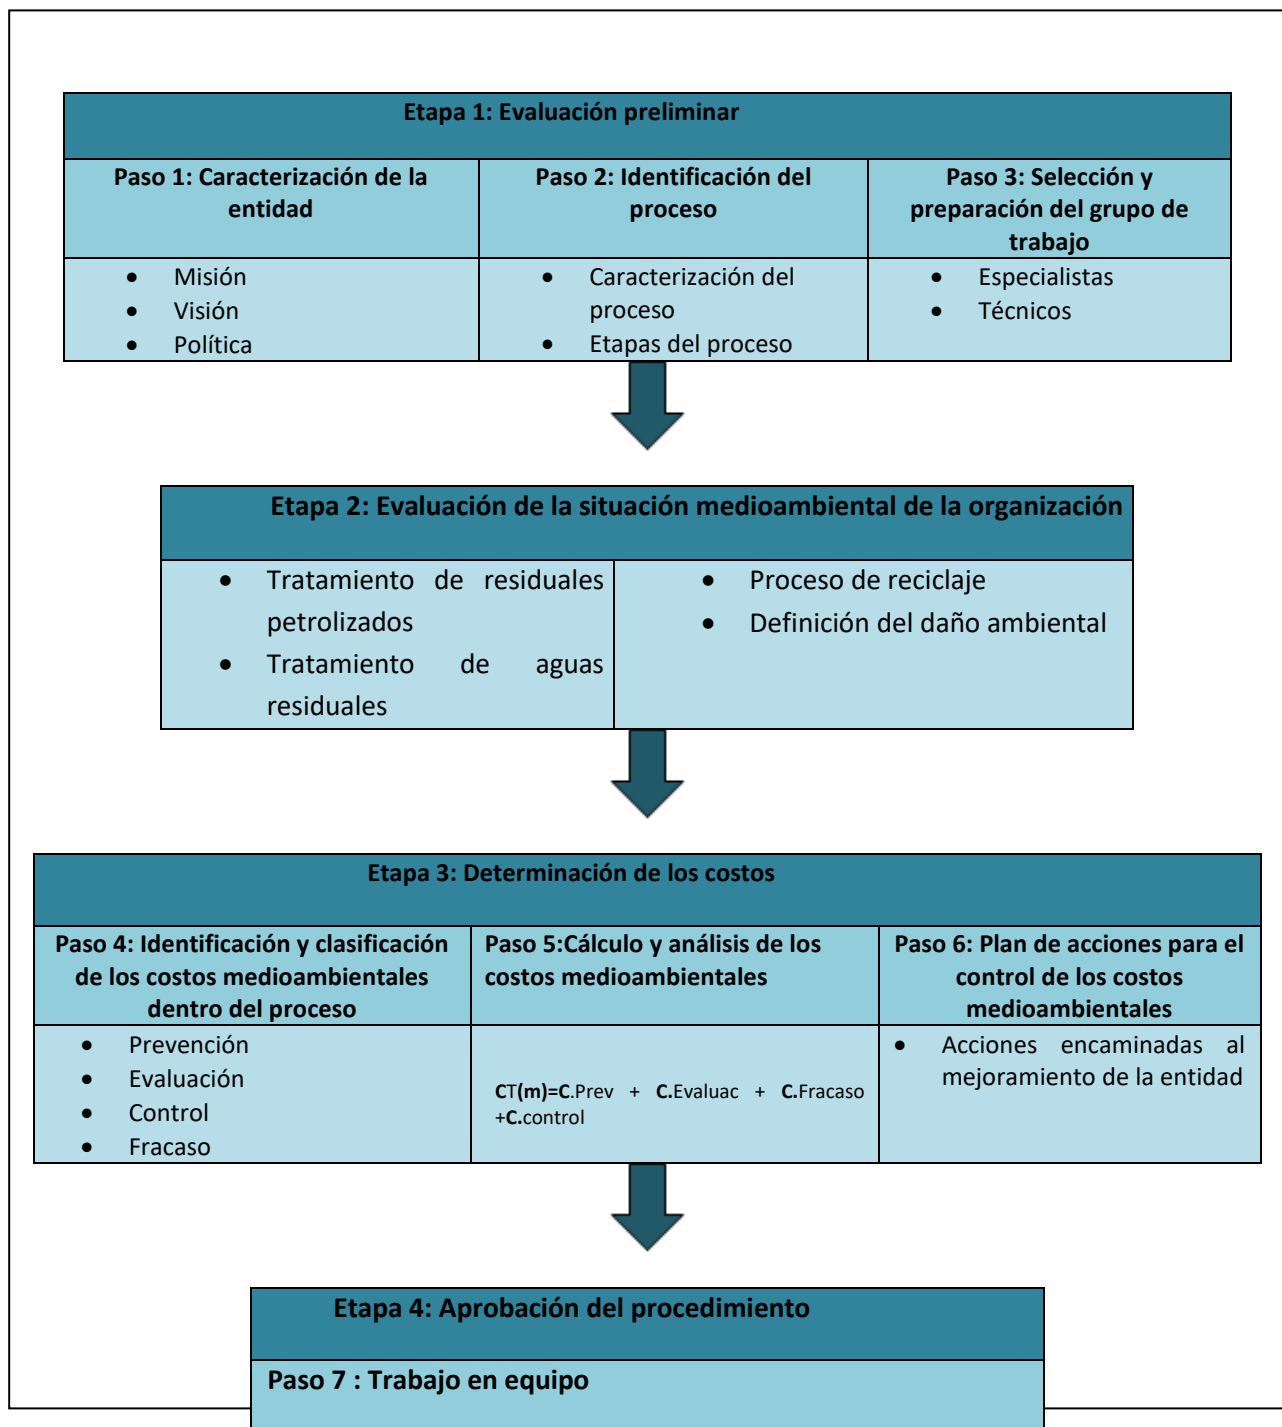 Etapa 1: Evaluación preliminar
Paso 1: Caracterización de la
entidad
Paso 2: Identificación del
proceso
Paso 3: Selección y
preparación del grupo de
trabajo
• Misión
• Visión
• Política
• Caracterización del
proceso
• Etapas del proceso
• Especialistas
• Técnicos
Etapa 2: Evaluación de la situación medioambiental de la organización
• Tratamiento de residuales
petrolizados
• Tratamiento de aguas
residuales
• Proceso de reciclaje
• Definición del daño ambiental
Etapa 3: Determinación de los costos
Paso 4: Identificación y clasificación
de los costos medioambientales
dentro del proceso
Paso 5:Cálculo y análisis de los
costos medioambientales
Paso 6: Plan de acciones para el
control de los costos
medioambientales
• Prevención
• Evaluación
• Control
• Fracaso
CT(m)=C.Prev + C.Evaluac + C.Fracaso
+C.control
• Acciones encaminadas al
mejoramiento de la entidad
Etapa 4: Aprobación del procedimiento
Paso 7 : Trabajo en equipo